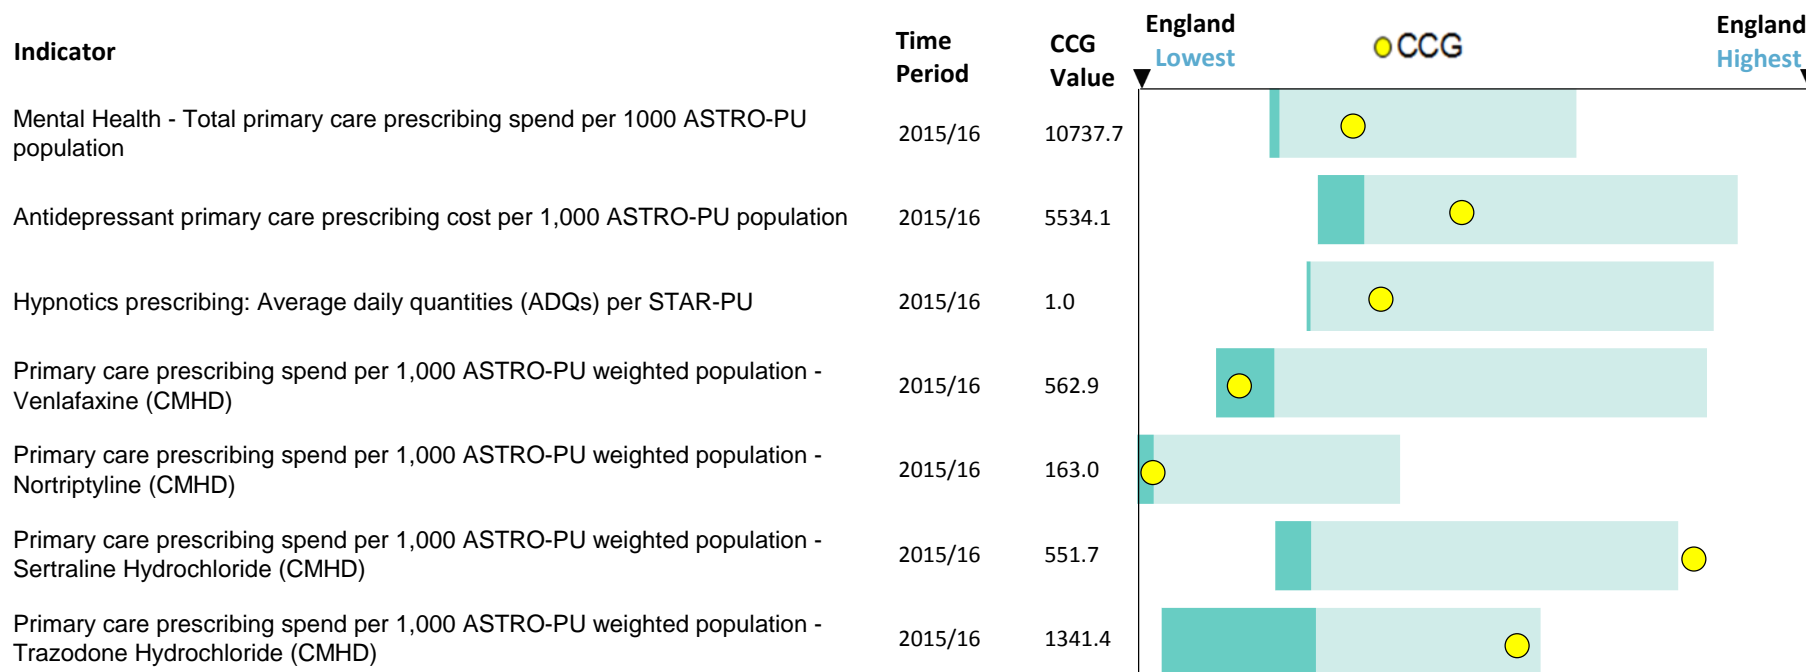 Indicator
Time
Period
CCG
Value
England
Lowest
CCG
England
Highest
Mental Health - Total primary care prescribing spend per 1000 ASTRO-PU
population
2015/16
10737.7
Antidepressant primary care prescribing cost per 1,000 ASTRO-PU population
2015/16
5534.1
Hypnotics prescribing: Average daily quantities (ADQs) per STAR-PU
2015/16
1.0
Primary care prescribing spend per 1,000 ASTRO-PU weighted population -
Venlafaxine (CMHD)
2015/16
562.9
Primary care prescribing spend per 1,000 ASTRO-PU weighted population -
Nortriptyline (CMHD)
2015/16
163.0
Primary care prescribing spend per 1,000 ASTRO-PU weighted population -
Sertraline Hydrochloride (CMHD)
2015/16
551.7
Primary care prescribing spend per 1,000 ASTRO-PU weighted population -
Trazodone Hydrochloride (CMHD)
2015/16
1341.4